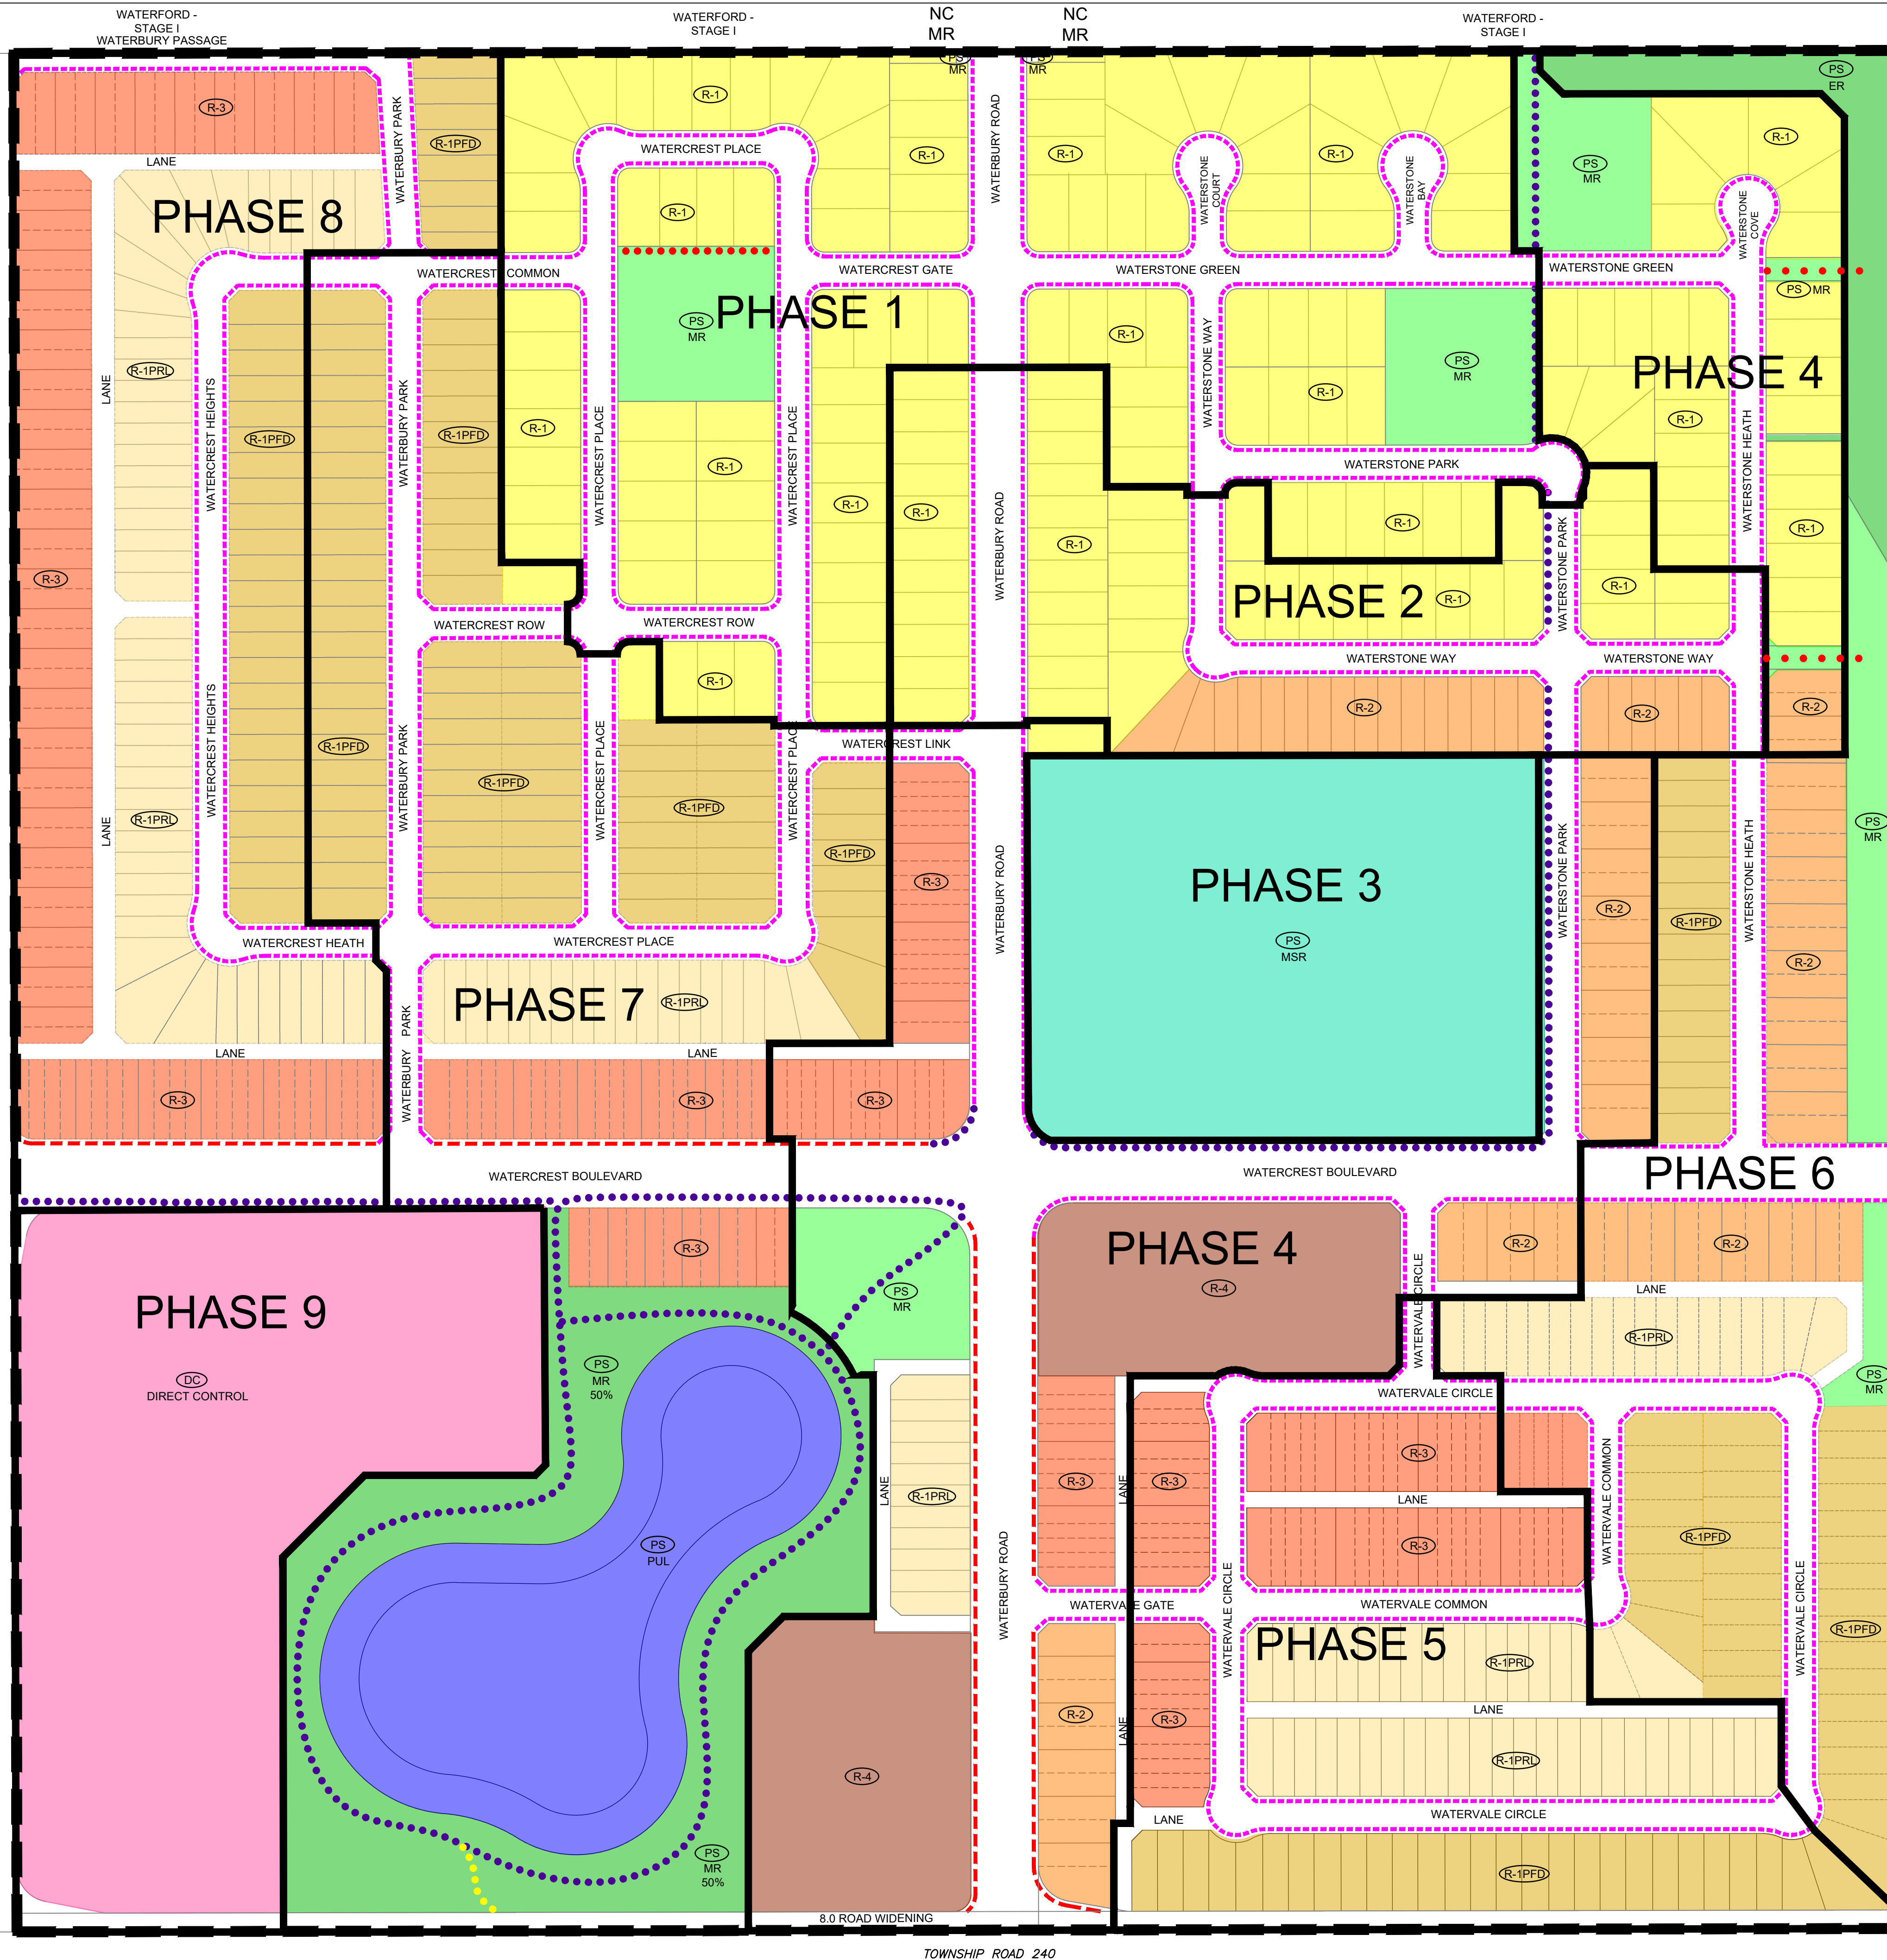 WATERFORD -
STAGE I
WATERBURY PASSAGE
WATERFORD -
STAGE I
NC
MR
NC
MR
WATERFORD -
STAGE I
PS
MR
PS
MR
PS
ER
R-3
WATERBURY PARK
R-1PFD
R-1
WATERCREST PLACE
R-1
WATERBURY ROAD
R-1
WATERSTONE
COURT
R-1
WATERSTONE
BAY
PS
MR
R-1
LANE
PHASE 8
R-1
WATERSTONE
COVE
WATERCREST COMMON
WATERCREST GATE
WATERSTONE GREEN
WATERSTONE GREEN
PS MR
PHASE 1
PS
MR
R-1
WATERSTONE WAY
PS
MR
PHASE 4
R-1PRL
LANE
WATERCREST HEIGHTS
R-1PFD
WATERBURY PARK
R-1PFD
R-1
WATERCREST PLACE
R-1
WATERCREST PLACE
R-1
R-1
WATERBURY ROAD
R-1
R-1
WATERSTONE PARK
R-1
R-1
WATERSTONE HEATH
R-1
R-3
PHASE 2
R-1
WATERSTONE PARK
R-1
WATERCREST ROW
WATERCREST ROW
WATERSTONE WAY
WATERSTONE WAY
WATERCREST HEIGHTS
R-1
R-2
R-2
R-2
R-1PFD
WATERBURY PARK
R-1PFD
WATERCREST PLACE
R-1PFD
WATERCREST PLACE
WATERCREST LINK
R-1PRL
LANE
R-1PFD
R-3
WATERBURY ROAD
PHASE 3
PS
MSR
WATERSTONE PARK
R-2
R-1PFD
WATERSTONE HEATH
R-2
PS
MR
WATERCREST HEATH
WATERCREST PLACE
PHASE 7
R-1PRL
WATERBURY PARK
LANE
LANE
R-3
R-3
R-3
WATERCREST BOULEVARD
WATERCREST BOULEVARD
PHASE 6
PHASE 9
R-3
PS
MR
PHASE 4
R-4
WATERVALE CIRCLE
R-2
R-2
LANE
R-1PRL
DC
DIRECT CONTROL
PS
MR
50%
PS
MR
WATERVALE CIRCLE
LANE
R-1PRL
R-3
LANE
R-3
R-3
LANE
R-3
WATERVALE COMMON
R-1PFD
PS
PUL
WATERBURY ROAD
WATERVALE GATE
WATERVALE CIRCLE
WATERVALE COMMON
WATERVALE CIRCLE
R-1PFD
PHASE 5
R-1PRL
LANE
R-2
LANE
R-3
R-1PRL
R-4
WATERVALE CIRCLE
LANE
PS
MR
50%
R-1PFD
8.0 ROAD WIDENING
TOWNSHIP ROAD 240